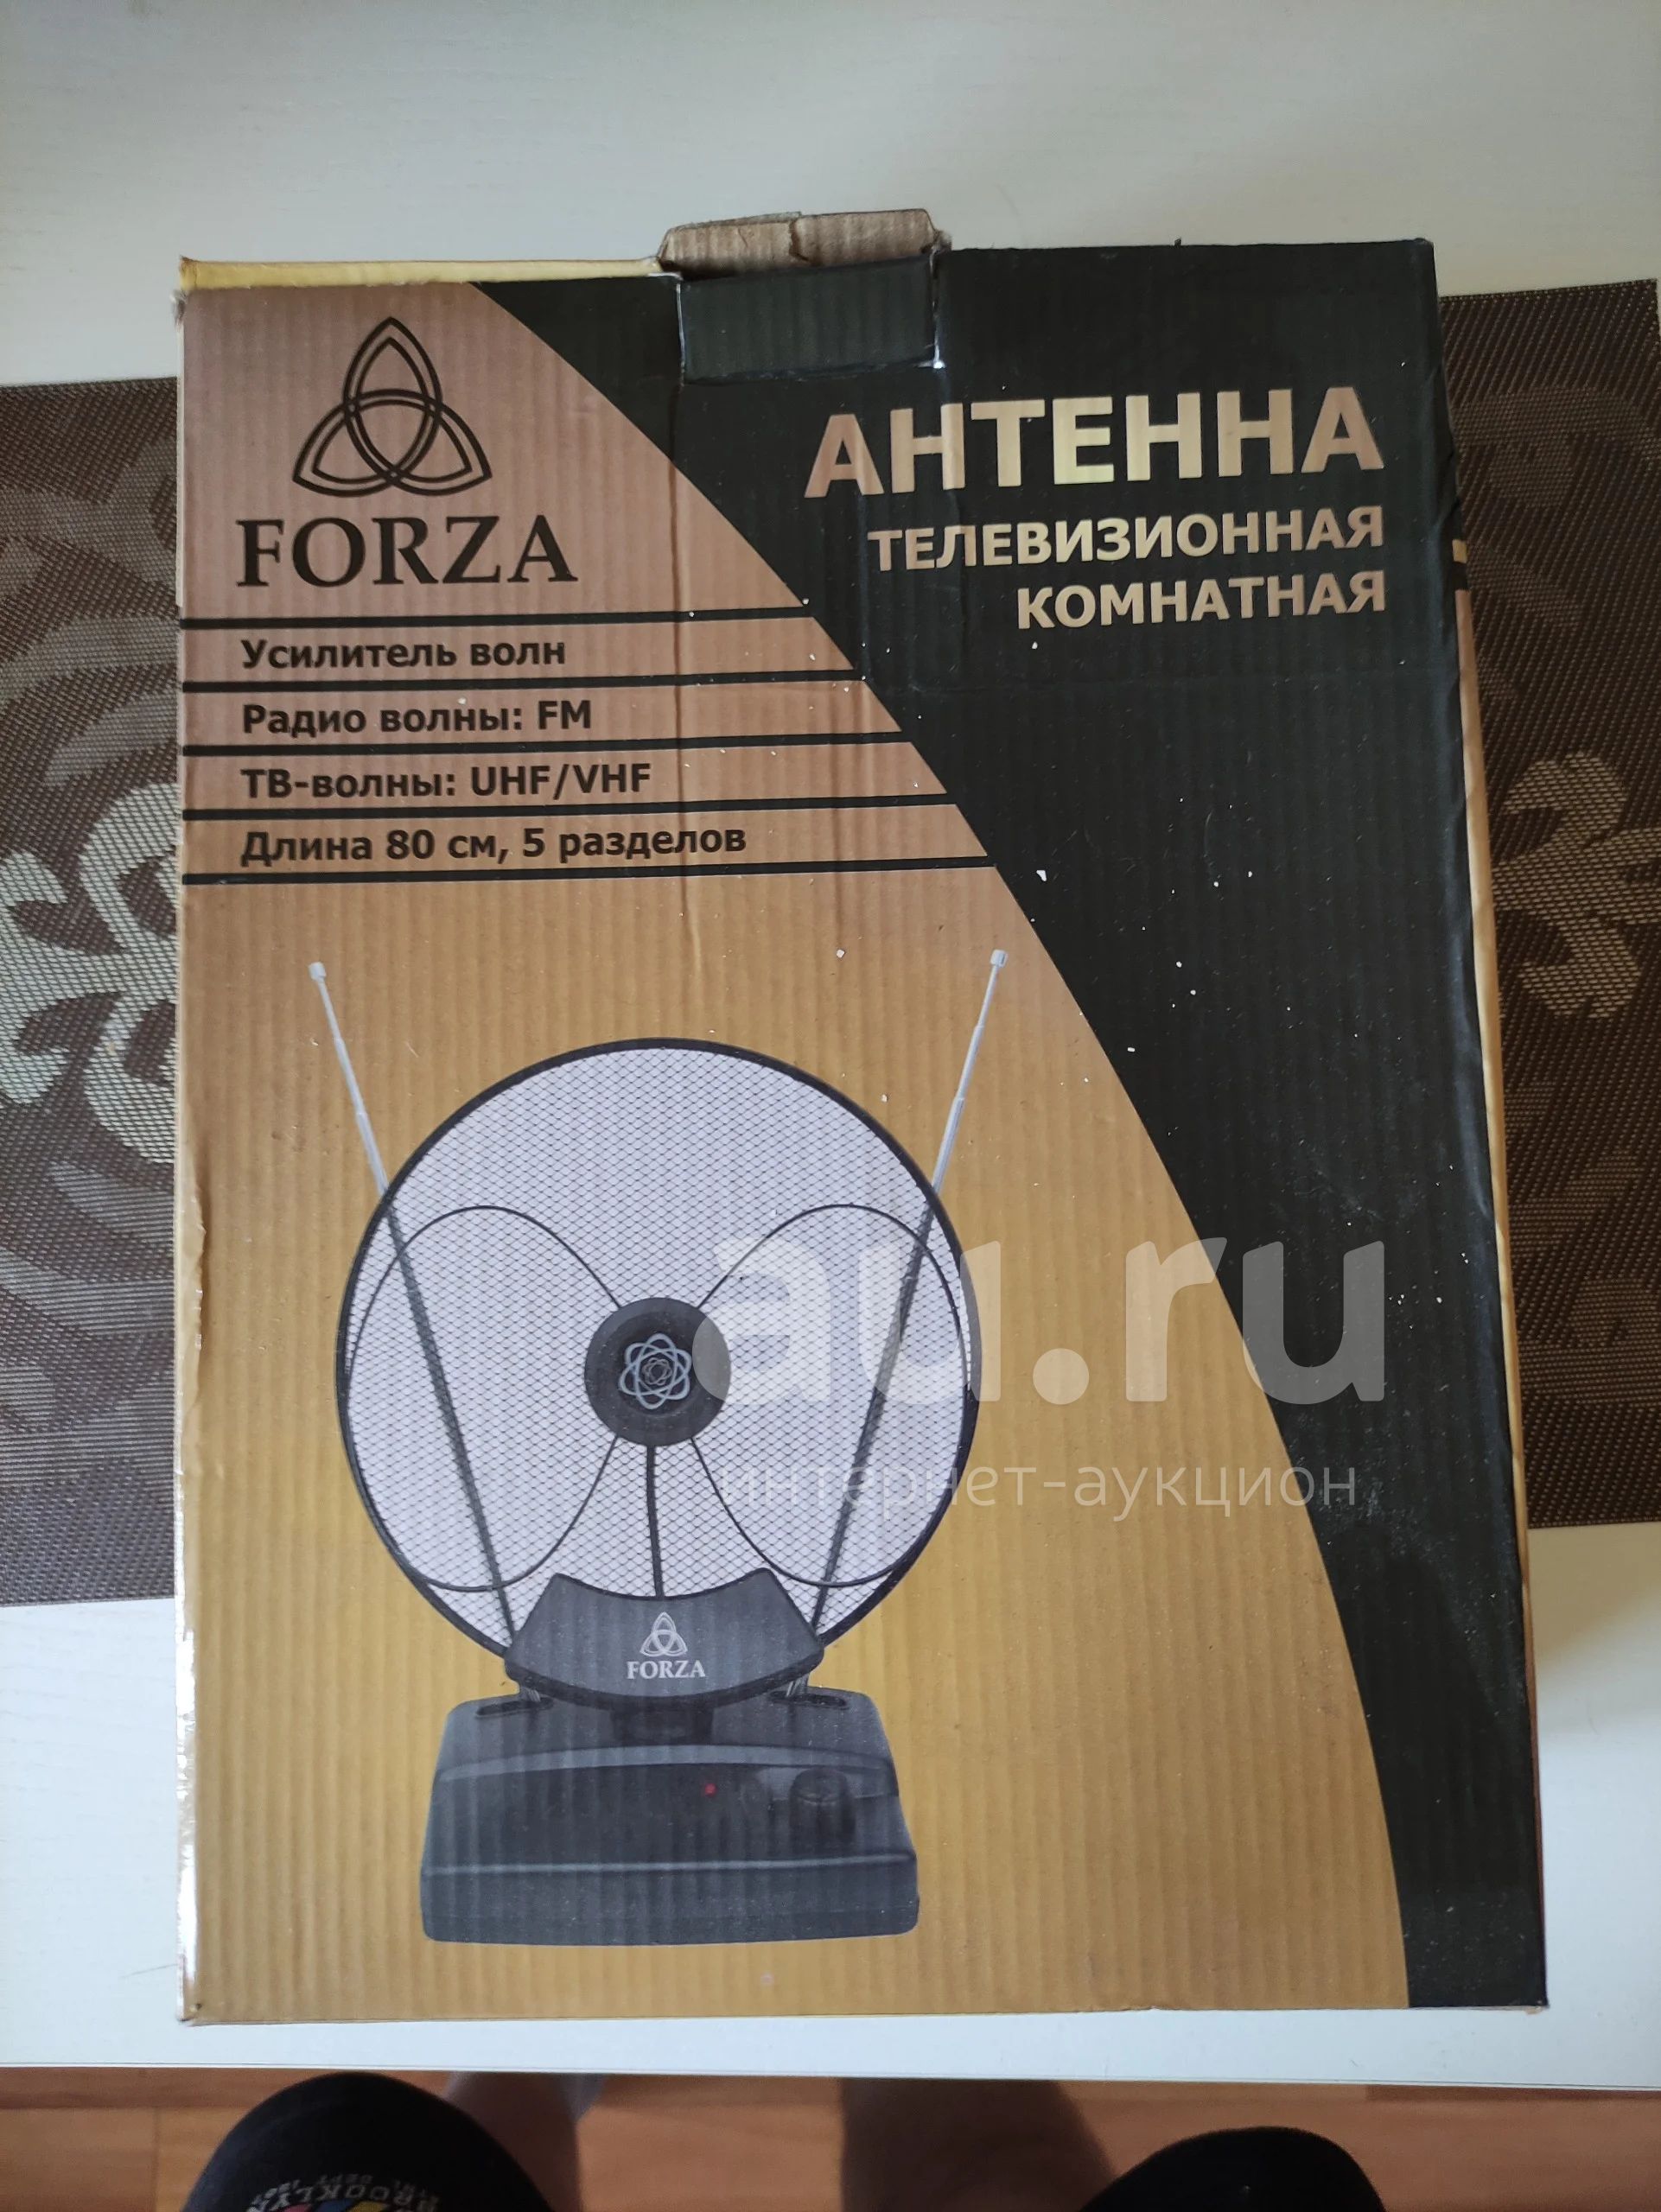 FORZA
АНТЕННА
ТЕЛЕВИЗИОННАЯ
КОМНАТНАЯ
Усилитель волн
Радио волны: FM
ТВ-волны: UHF/VHF
Длина 80 см, 5 разделов
au.ru
интернет-аукцион
FORZA